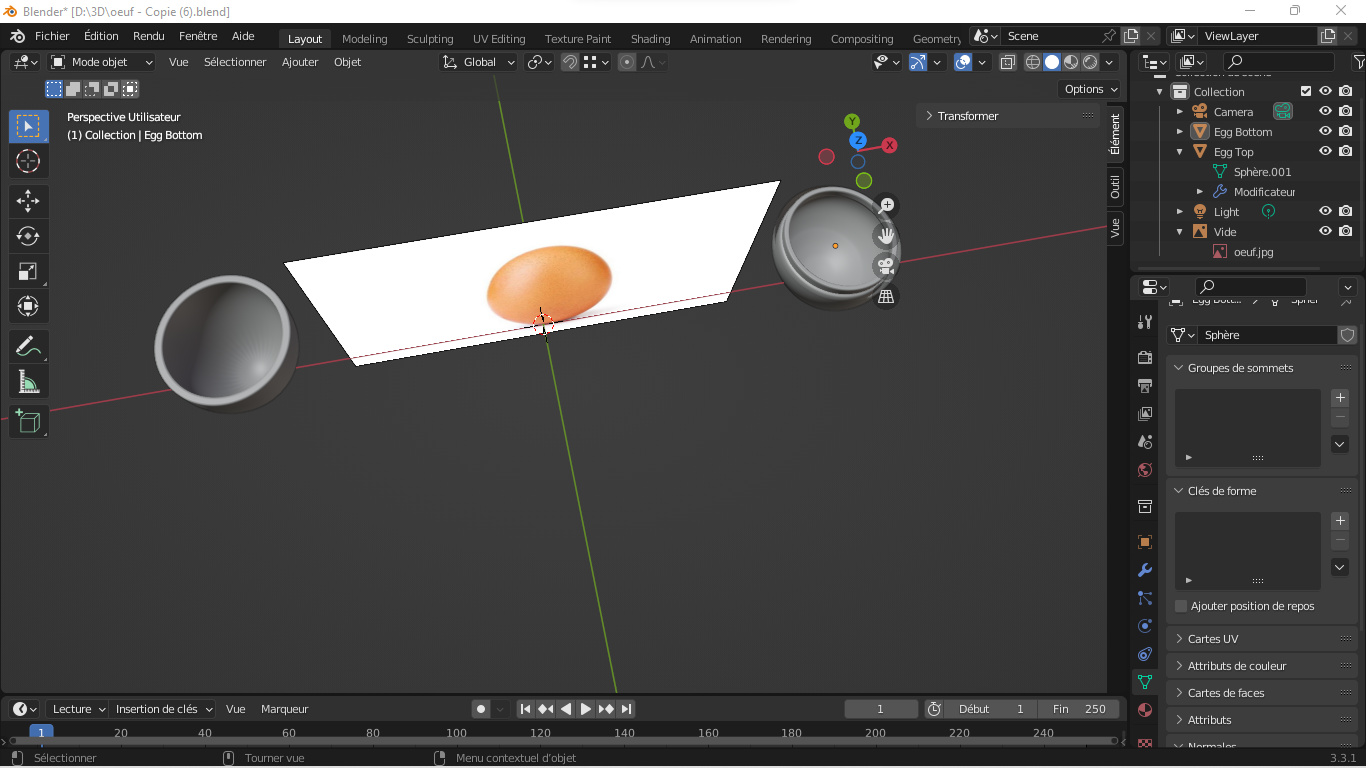 Blender* [D:\3D\oeuf - Copie (6).blend]
Fichier Édition Rendu Fenêtre Aide Layout Modeling Sculpting UV Editing Texture Paint Shading Animation Rendering Compositing Geometry Scene ViewLayer
Mode objet Vue Sélectionner Ajouter Objet Global
Options
Perspective Utilisateur
(1) Collection | Egg Bottom
Transformer
Élément
Outil
Vue
Y
Z
X
Collection
Camera
Egg Bottom
Egg Top
Sphère.001
Modificateur
Light
Vide
oeuf.jpg
Sphère
Groupes de sommets
Clés de forme
Ajouter position de repos
Cartes UV
Attributs de couleur
Cartes de faces
Attributs
Normales
Lecture Insertion de clés Vue Marqueur 1 Début 1 Fin 250
1 20 40 60 80 100 120 140 160 180 200 220 240
Sélectionner Tourner vue Menu contextuel d'objet 3.3.1